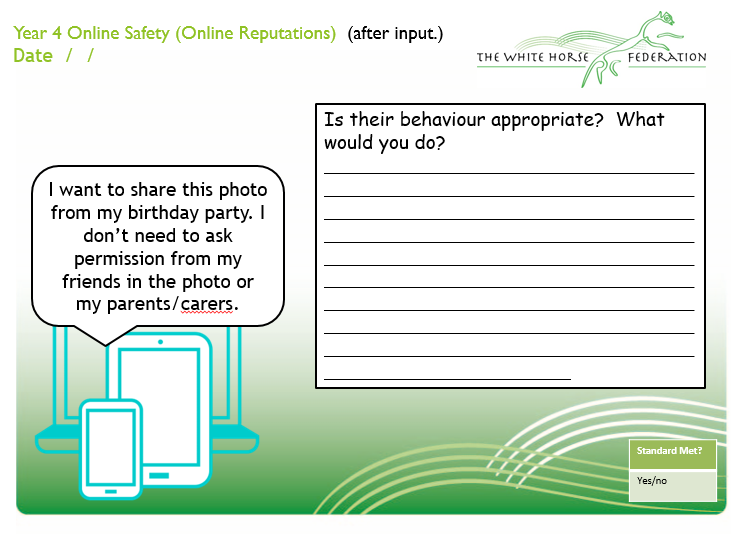 Year 4 Online Safety (Online Reputations)  (after input.)
Date  /  /
THE WHITE HORSE FEDERATION
Is their behaviour appropriate?  What
would you do?
I want to share this photo
from my birthday party. I
don’t need to ask
permission from my
friends in the photo or
my parents/carers.
Standard Met?
Yes/no